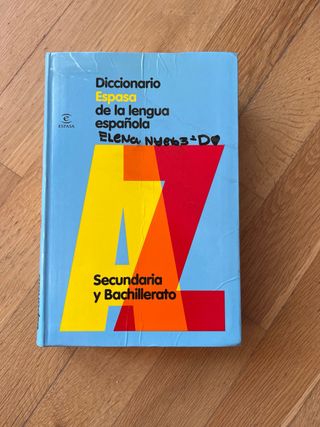 Diccionario
Espasa
de la lengua
española
ESPASA
ELENA
AZ
Secundaria
y Bachillerato